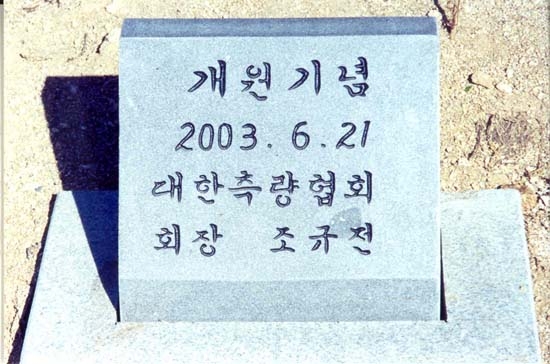 개원기념
2003. 6. 21
대한측량협회
회장 조규전